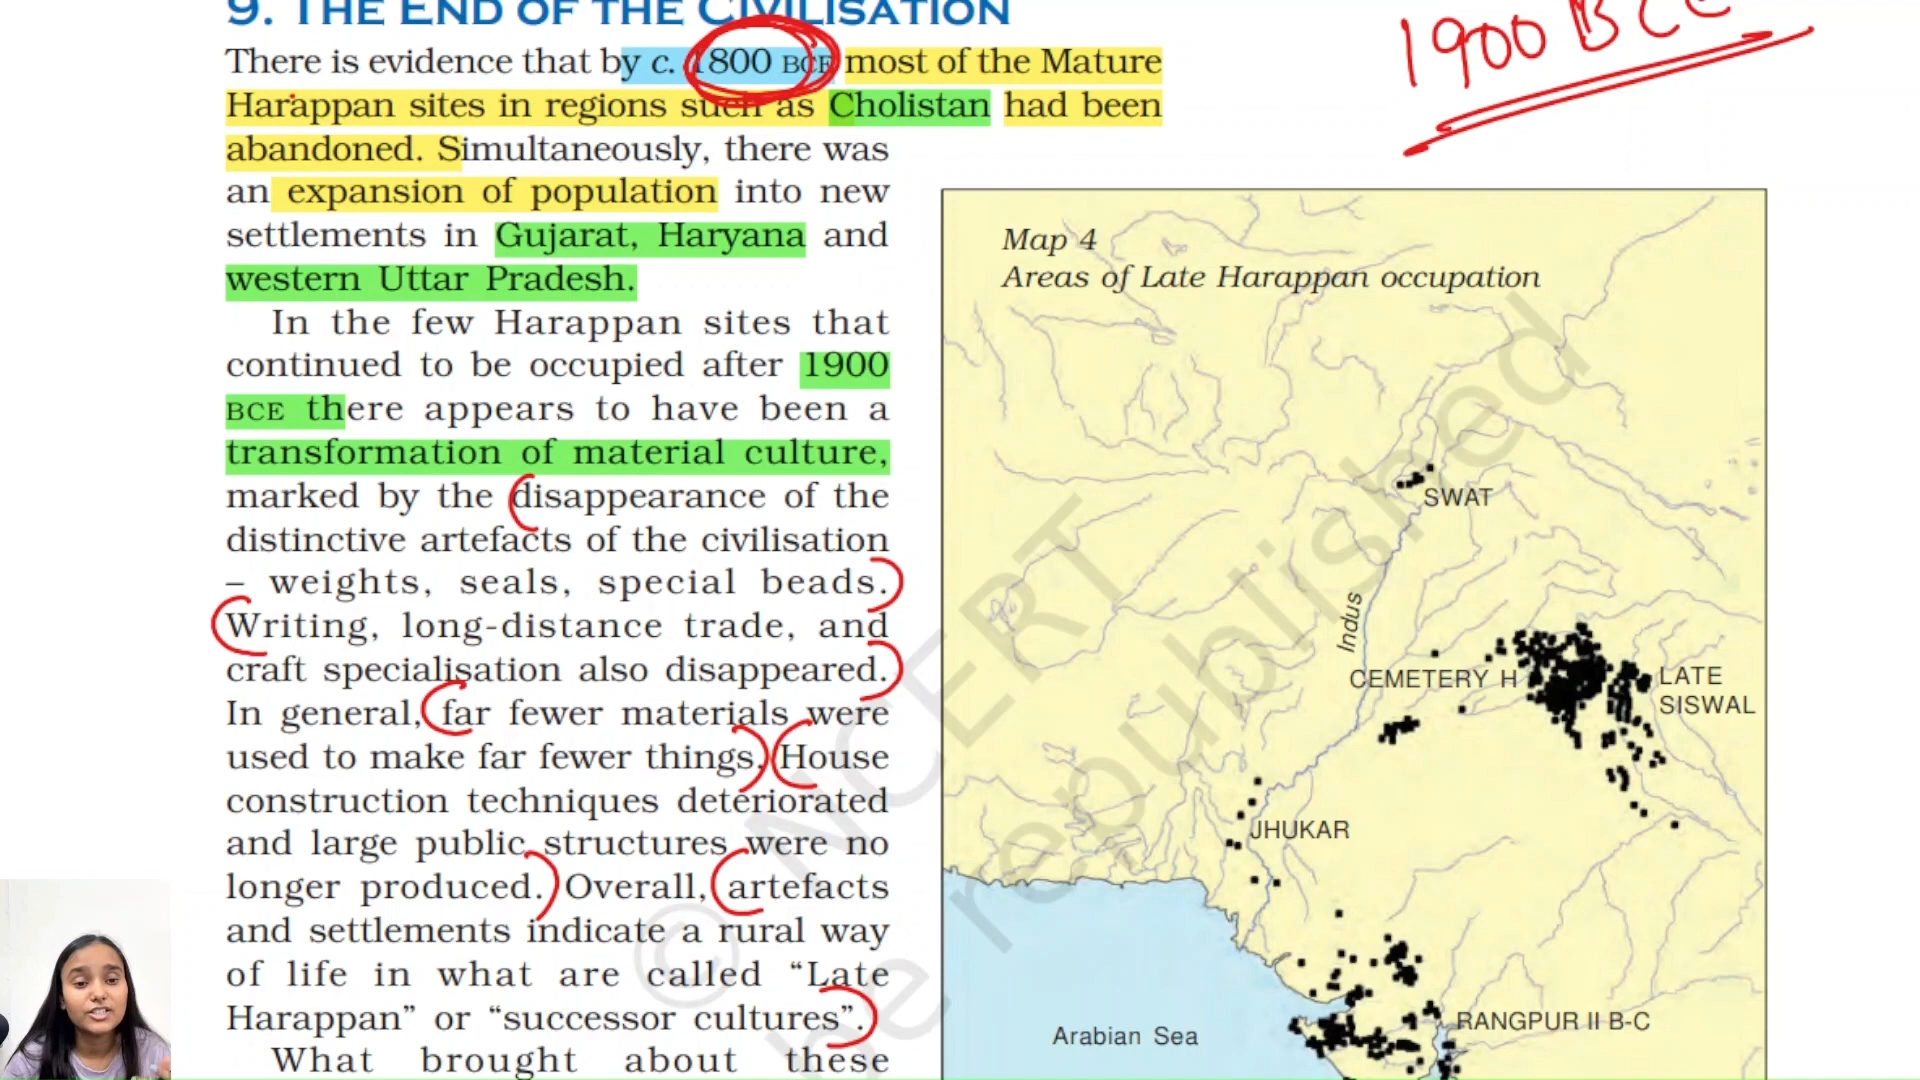 9. THE END OF THE CIVILISATION
1900 BCE
There is evidence that by c. 1800 BCE most of the Mature
Harappan sites in regions such as Cholistan had been
abandoned. Simultaneously, there was
an expansion of population into new
settlements in Gujarat, Haryana and
western Uttar Pradesh.
In the few Harappan sites that
continued to be occupied after 1900
BCE there appears to have been a
transformation of material culture,
marked by the disappearance of the
distinctive artefacts of the civilisation
– weights, seals, special beads.
Writing, long-distance trade, and
craft specialisation also disappeared.
In general, far fewer materials were
used to make far fewer things. House
construction techniques deteriorated
and large public structures were no
longer produced. Overall, artefacts
and settlements indicate a rural way
of life in what are called “Late
Harappan” or “successor cultures”.
What brought about these
Map 4
Areas of Late Harappan occupation
SWAT
Indus
CEMETERY H
LATE
SISWAL
JHUKAR
RANGPUR II B-C
Arabian Sea
© NCERT
be republished